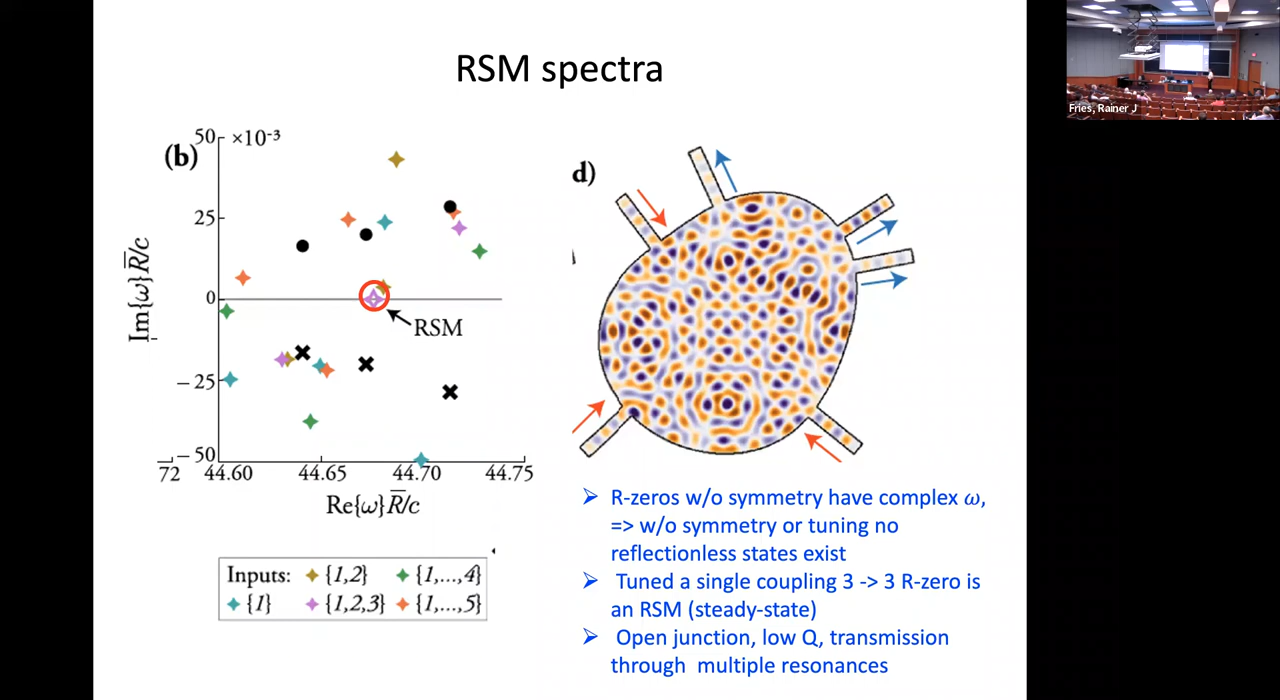 RSM spectra
(b)
50 ×10⁻³
25
0
−25
−50
Im{ω}R̅/c
RSM
72 44.60 44.65 44.70 44.75
Re{ω}R̅/c
Inputs: {1,2} {1,...,4}
{1} {1,2,3} {1,...,5}
d)
➢ R-zeros w/o symmetry have complex ω,
=> w/o symmetry or tuning no
reflectionless states exist
➢ Tuned a single coupling 3 -> 3 R-zero is
an RSM (steady-state)
➢ Open junction, low Q, transmission
through multiple resonances
Fries, Rainer J